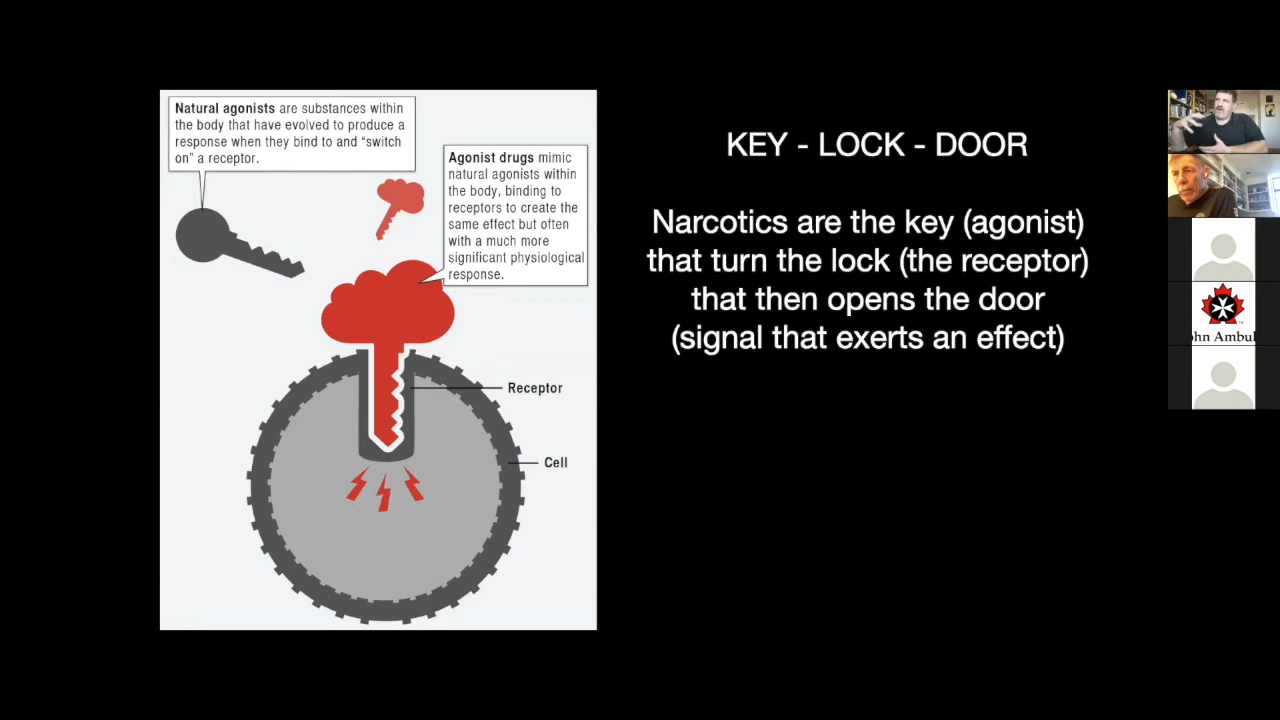 Natural agonists are substances within
the body that have evolved to produce a
response when they bind to and “switch
on” a receptor.
Agonist drugs mimic
natural agonists within
the body, binding to
receptors to create the
same effect but often
with a much more
significant physiological
response.
Receptor
Cell
KEY - LOCK - DOOR
Narcotics are the key (agonist)
that turn the lock (the receptor)
that then opens the door
(signal that exerts an effect)
ohn Ambul